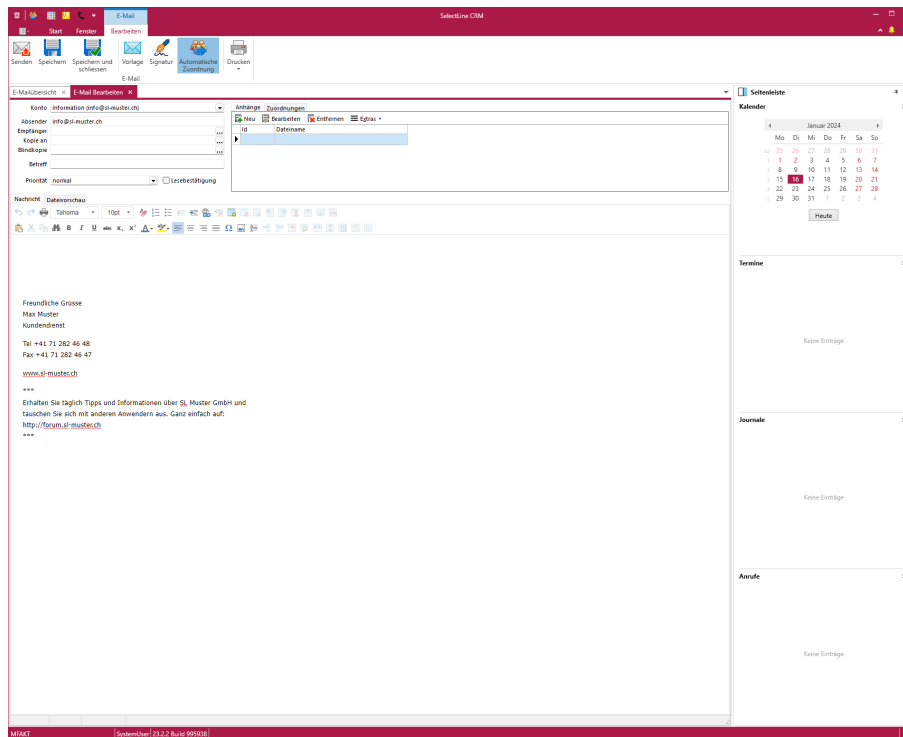 E-Mail
SelectLine CRM
Start Fenster Bearbeiten
Senden Speichern Speichern und schließen Vorlage Signatur Automatische Zuordnung Drucken
E-Mail
E-Mailübersicht E-Mail Bearbeiten
Konto Information (info@sl-muster.ch)
Absender info@sl-muster.ch
Empfänger
Kopie an
Blindkopie
Betreff
Priorität normal Lesebestätigung
Anhänge Zuordnungen
Neu Bearbeiten Entfernen Extras
Id Dateiname
Nachricht Dateivorschau
Tahoma 10pt
B I U abc x, x'
Freundliche Grüsse
Max Muster
Kundendienst
Tel +41 71 282 46 48
Fax +41 71 282 46 47
www.sl-muster.ch
***
Erhalten Sie täglich Tipps und Informationen über SL Muster GmbH und
tauschen Sie sich mit anderen Anwendern aus. Ganz einfach auf:
http://forum.sl-muster.ch
***
Seitenleiste
Kalender
Januar 2024
Mo Di Mi Do Fr Sa So
25 26 27 28 29 30 31
1 2 3 4 5 6 7
8 9 10 11 12 13 14
15 16 17 18 19 20 21
22 23 24 25 26 27 28
29 30 31 1 2 3 4
Heute
Termine
Keine Einträge
Journale
Keine Einträge
Anrufe
Keine Einträge
MFAKT SystemUser 23.2.2 Build 995938